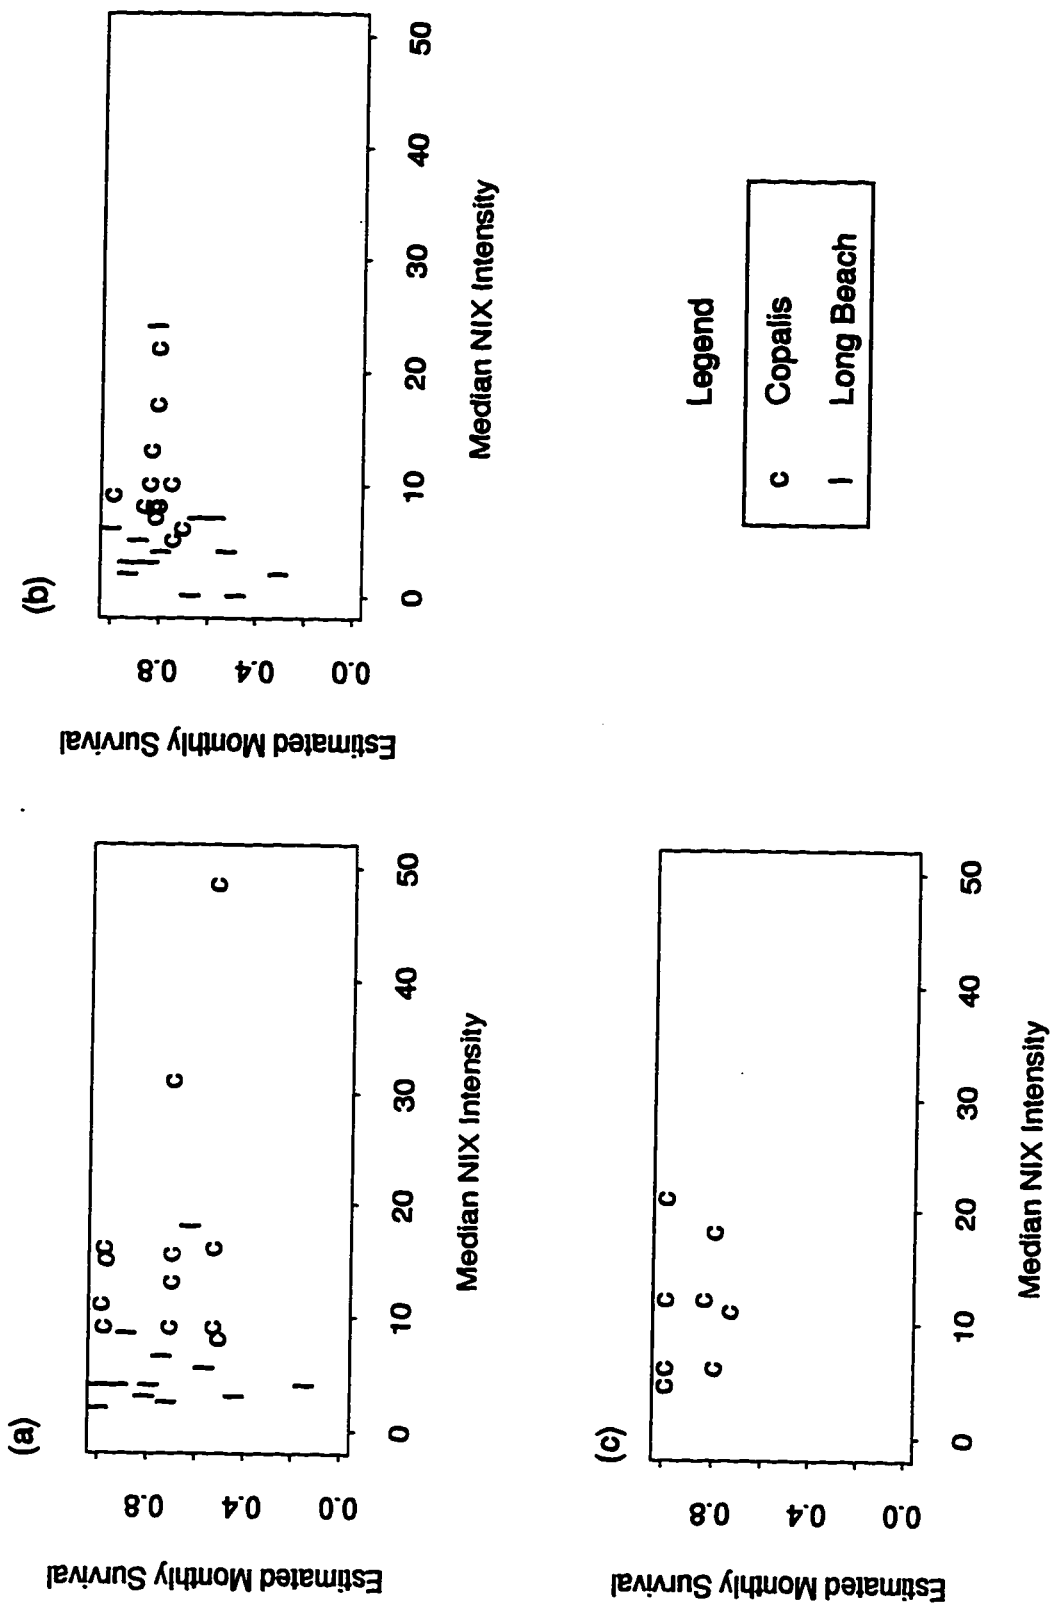 (a)
Estimated Monthly Survival
0.8
0.4
0.0
0 10 20 30 40 50
Median NIX Intensity
(b)
Estimated Monthly Survival
0.8
0.4
0.0
0 10 20 30 40 50
Median NIX Intensity
(c)
Estimated Monthly Survival
0.8
0.4
0.0
0 10 20 30 40 50
Median NIX Intensity
Legend
c Copalis
l Long Beach